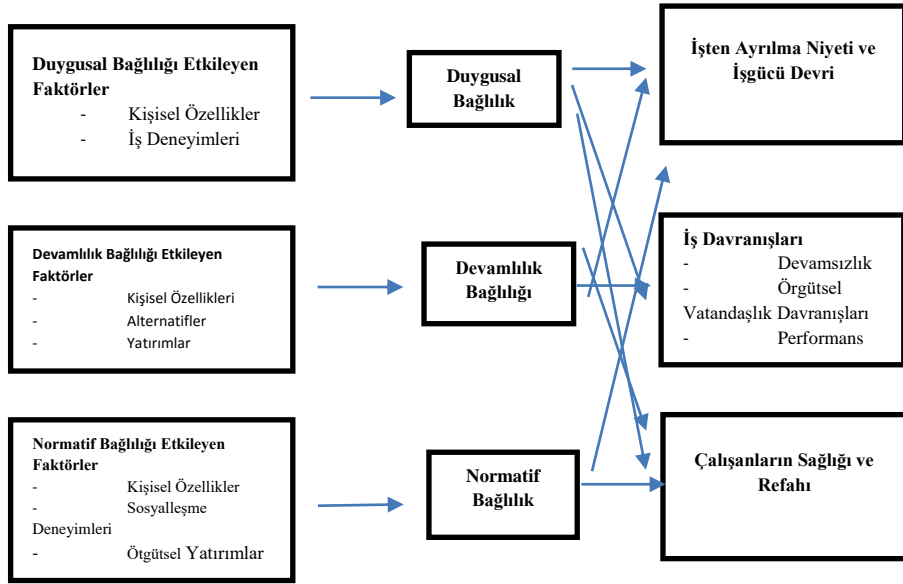 Duygusal Bağlılığı Etkileyen
Faktörler
- Kişisel Özellikler
- İş Deneyimleri
Duygusal
Bağlılık
İşten Ayrılma Niyeti ve
İşgücü Devri
Devamlılık Bağlılığı Etkileyen
Faktörler
- Kişisel Özellikleri
- Alternatifler
- Yatırımlar
Devamlılık
Bağlılığı
İş Davranışları
- Devamsızlık
- Örgütsel
Vatandaşlık Davranışları
- Performans
Normatif Bağlılığı Etkileyen
Faktörler
- Kişisel Özellikler
- Sosyalleşme
Deneyimleri
- Ötgütsel Yatırımlar
Normatif
Bağlılık
Çalışanların Sağlığı ve
Refahı